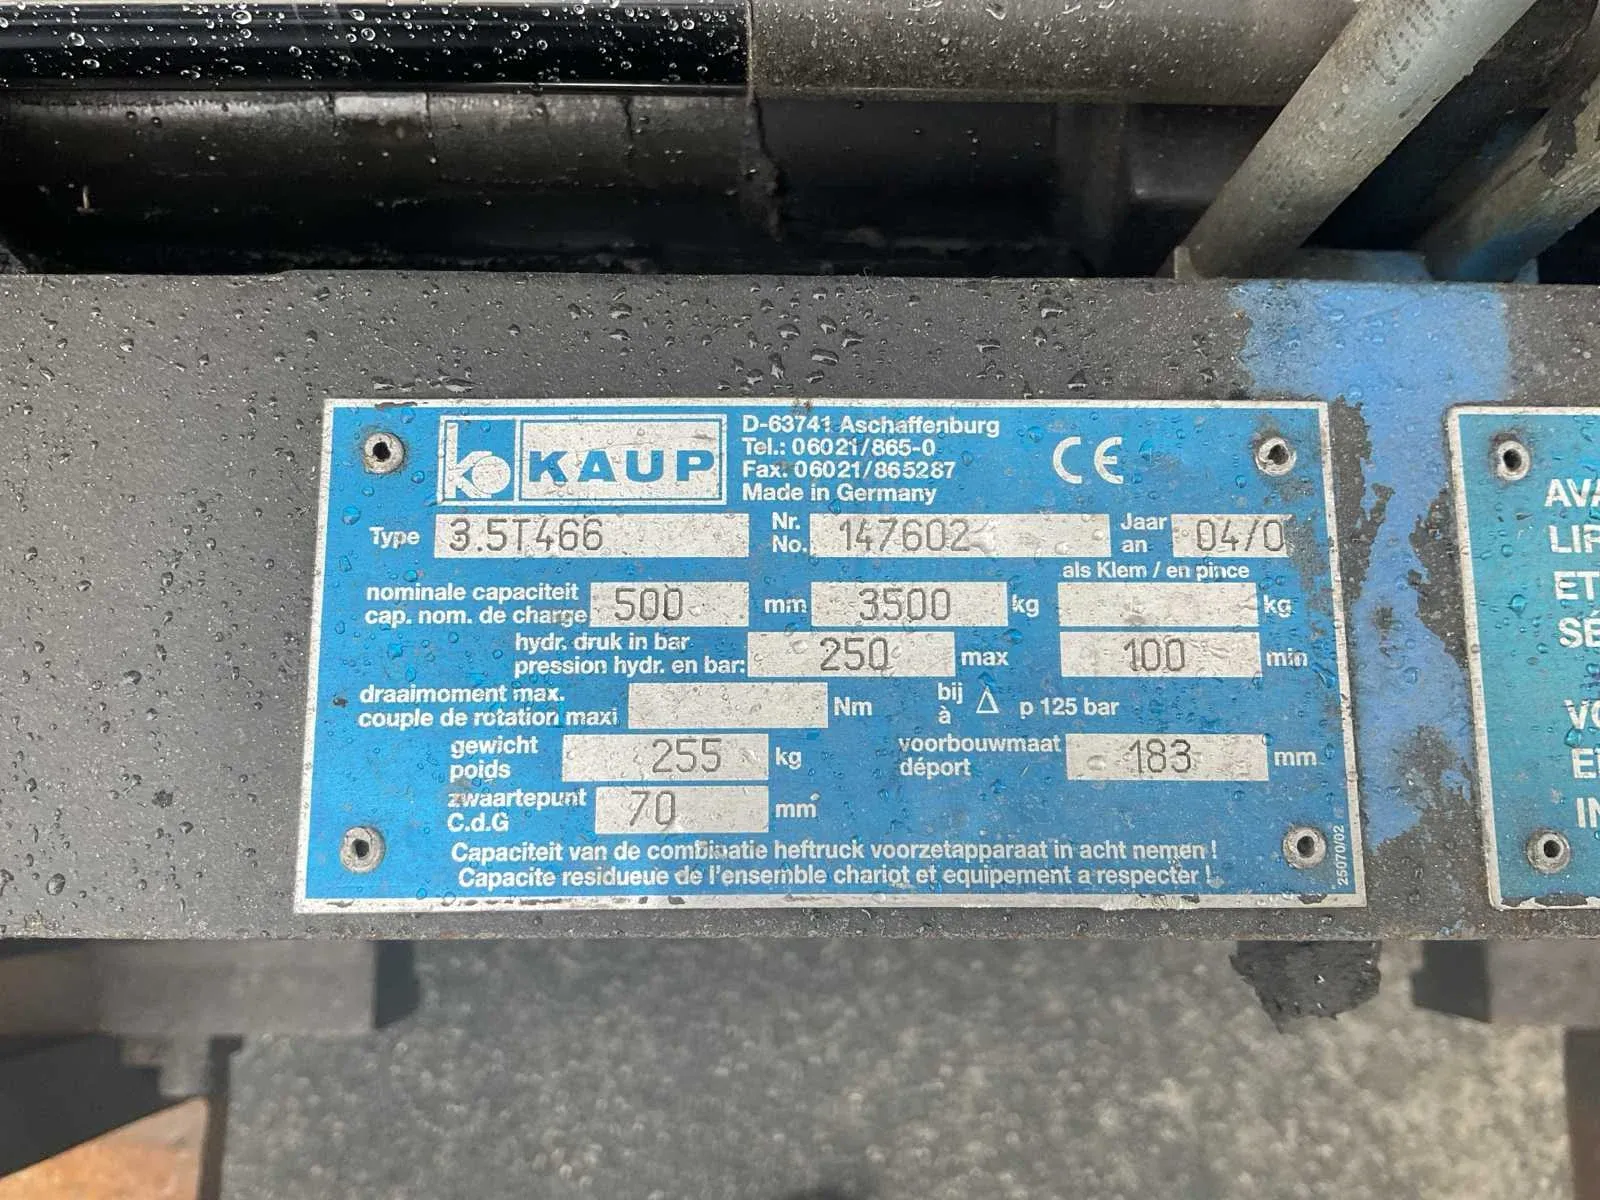 KAUP
D-63741 Aschaffenburg
Tel.: 06021/865-0
Fax. 06021/865287
Made in Germany
CE
Type 3.5T466 Nr. No. 147602 Jaar an 04/0
als Klem / en pince
nominale capaciteit
cap. nom. de charge 500 mm 3500 kg kg
hydr. druk in bar
pression hydr. en bar: 250 max 100 min
draaimoment max.
couple de rotation maxi Nm bij à Δ p 125 bar
gewicht
poids 255 kg voorbouwmaat déport 183 mm
zwaartepunt
C.d.G 70 mm
Capaciteit van de combinatie heftruck voorzetapparaat in acht nemen !
Capacite residueue de l'ensemble chariot et equipement a respecter !
25070/02
ET